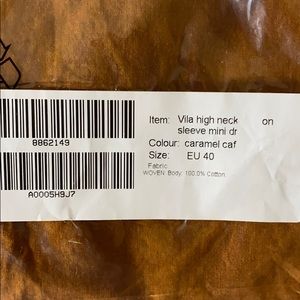 Item: Vila high neck on
sleeve mini dr
8862149
Colour: caramel caf
Size: EU 40
Fabric
WOVEN Body: 100.0% Cotton
A0005H9J7